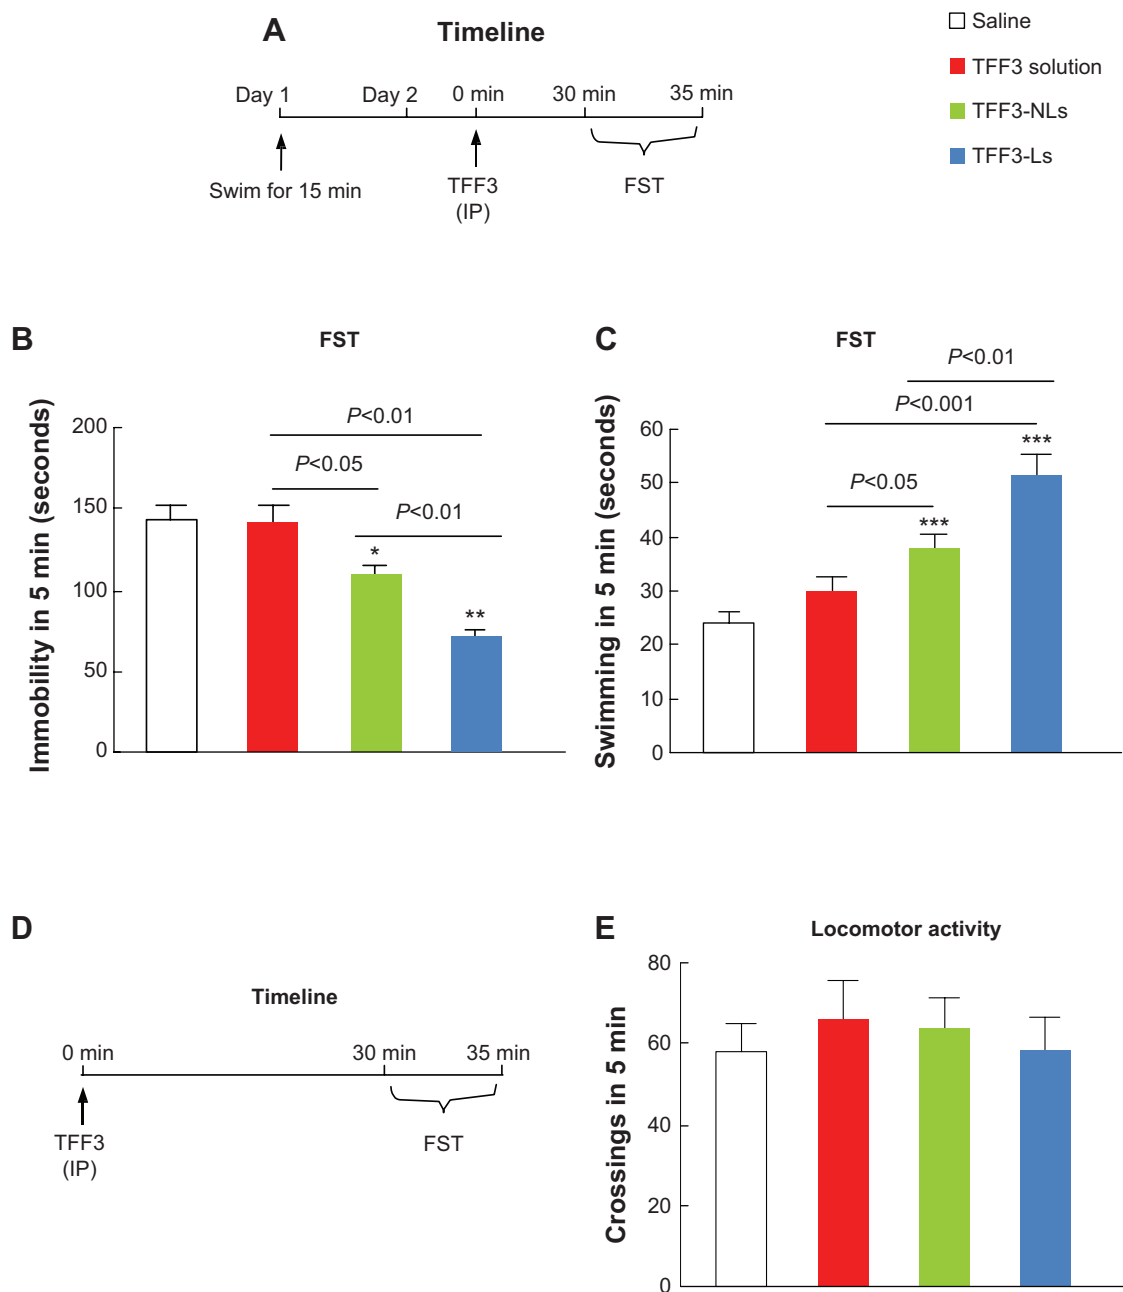 A
Timeline
Saline
TFF3 solution
TFF3-NLs
TFF3-Ls
Day 1
Day 2
0 min
30 min
35 min
Swim for 15 min
TFF3
(IP)
FST
B
FST
Immobility in 5 min (seconds)
200
150
100
50
0
P<0.01
P<0.05
P<0.01
*
**
C
FST
Swimming in 5 min (seconds)
60
50
40
30
20
10
0
P<0.01
P<0.001
P<0.05
***
***
D
Timeline
0 min
30 min
35 min
TFF3
(IP)
FST
E
Locomotor activity
Crossings in 5 min
80
60
40
20
0